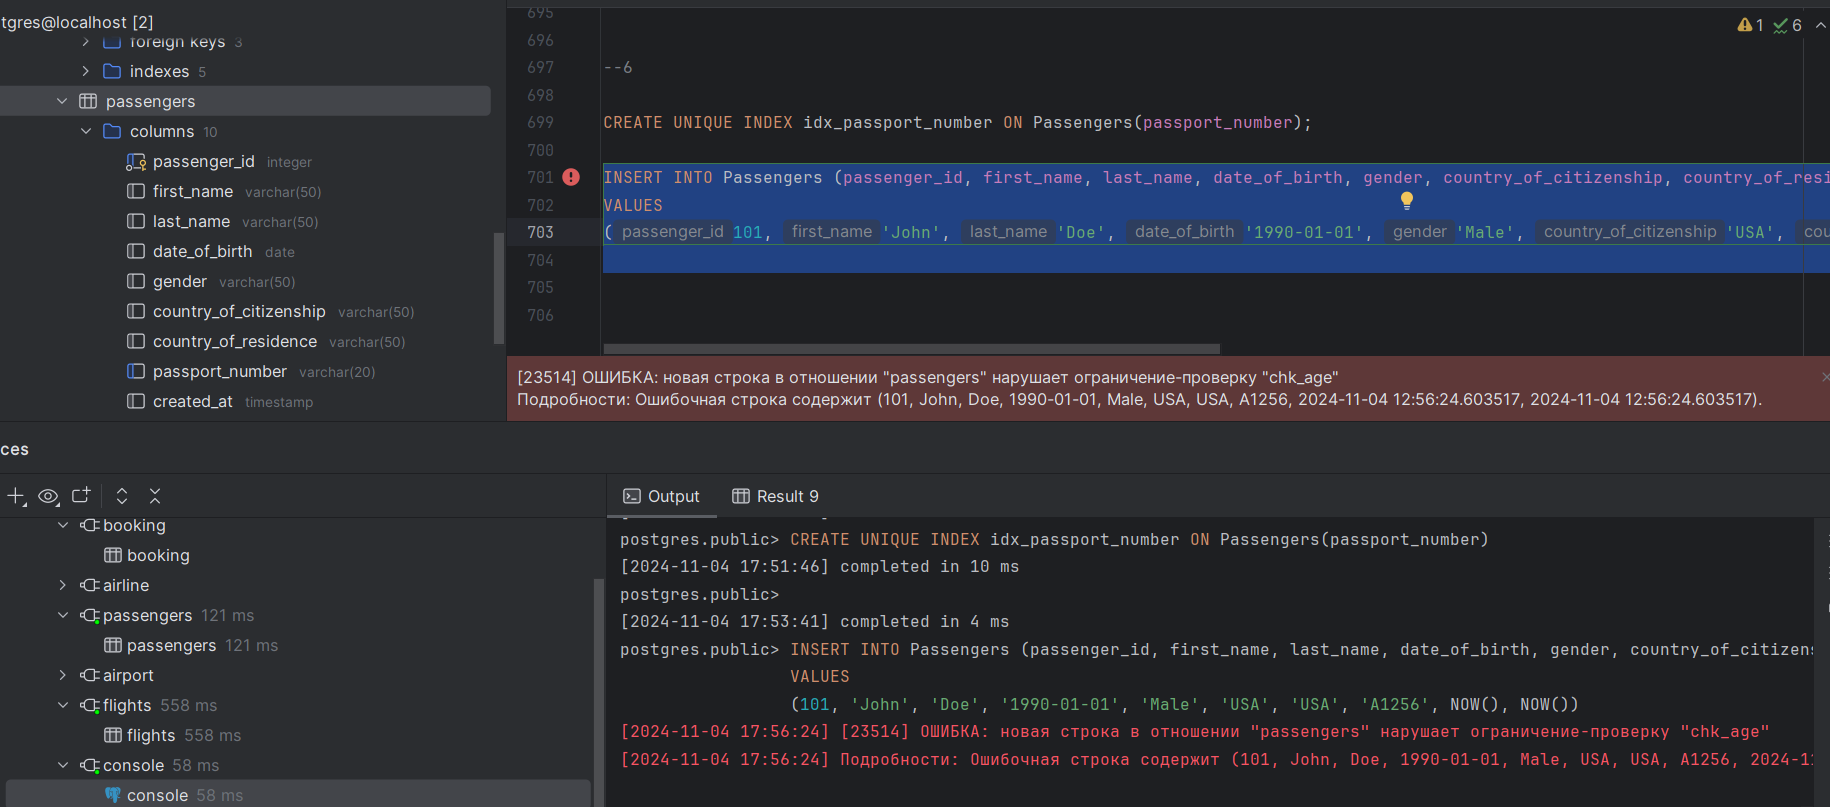 tgres@localhost [2]
foreign keys 3
indexes 5
passengers
columns 10
passenger_id integer
first_name varchar(50)
last_name varchar(50)
date_of_birth date
gender varchar(50)
country_of_citizenship varchar(50)
country_of_residence varchar(50)
passport_number varchar(20)
created_at timestamp
1 6
695
696
697 --6
698
699 CREATE UNIQUE INDEX idx_passport_number ON Passengers(passport_number);
700
701 INSERT INTO Passengers (passenger_id, first_name, last_name, date_of_birth, gender, country_of_citizenship, country_of_resi
702 VALUES
703 ( passenger_id 101, first_name 'John', last_name 'Doe', date_of_birth '1990-01-01', gender 'Male', country_of_citizenship 'USA', cou
704
705
706
[23514] ОШИБКА: новая строка в отношении "passengers" нарушает ограничение-проверку "chk_age"
Подробности: Ошибочная строка содержит (101, John, Doe, 1990-01-01, Male, USA, USA, A1256, 2024-11-04 12:56:24.603517, 2024-11-04 12:56:24.603517).
ces
booking
booking
airline
passengers 121 ms
passengers 121 ms
airport
flights 558 ms
flights 558 ms
console 58 ms
console 58 ms
Output Result 9
postgres.public> CREATE UNIQUE INDEX idx_passport_number ON Passengers(passport_number)
[2024-11-04 17:51:46] completed in 10 ms
postgres.public>
[2024-11-04 17:53:41] completed in 4 ms
postgres.public> INSERT INTO Passengers (passenger_id, first_name, last_name, date_of_birth, gender, country_of_citizens
VALUES
(101, 'John', 'Doe', '1990-01-01', 'Male', 'USA', 'USA', 'A1256', NOW(), NOW())
[2024-11-04 17:56:24] [23514] ОШИБКА: новая строка в отношении "passengers" нарушает ограничение-проверку "chk_age"
[2024-11-04 17:56:24] Подробности: Ошибочная строка содержит (101, John, Doe, 1990-01-01, Male, USA, USA, A1256, 2024-11